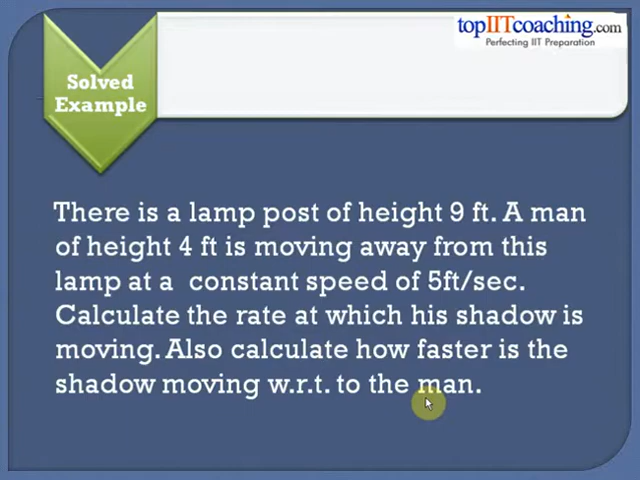 topIITcoaching.com
Perfecting IIT Preparation
Solved
Example
There is a lamp post of height 9 ft. A man
of height 4 ft is moving away from this
lamp at a constant speed of 5ft/sec.
Calculate the rate at which his shadow is
moving. Also calculate how faster is the
shadow moving w.r.t. to the man.